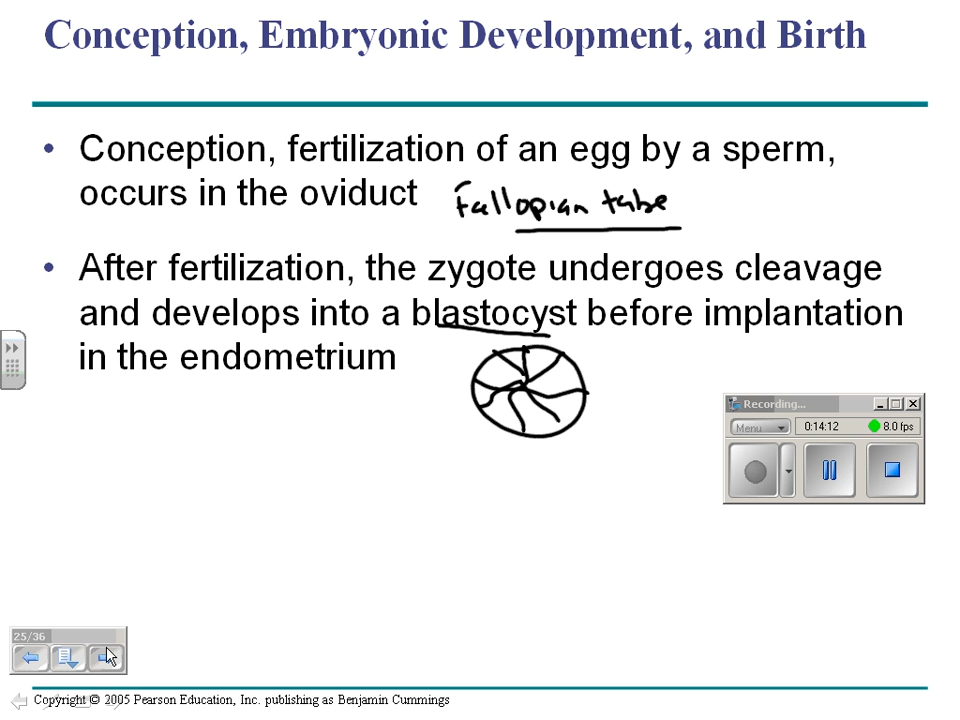 Conception, Embryonic Development, and Birth
• Conception, fertilization of an egg by a sperm,
occurs in the oviduct
Fallopian tube
• After fertilization, the zygote undergoes cleavage
and develops into a blastocyst before implantation
in the endometrium
Recording...
Menu 0:14:12 8.0 fps
25/36
Copyright © 2005 Pearson Education, Inc. publishing as Benjamin Cummings